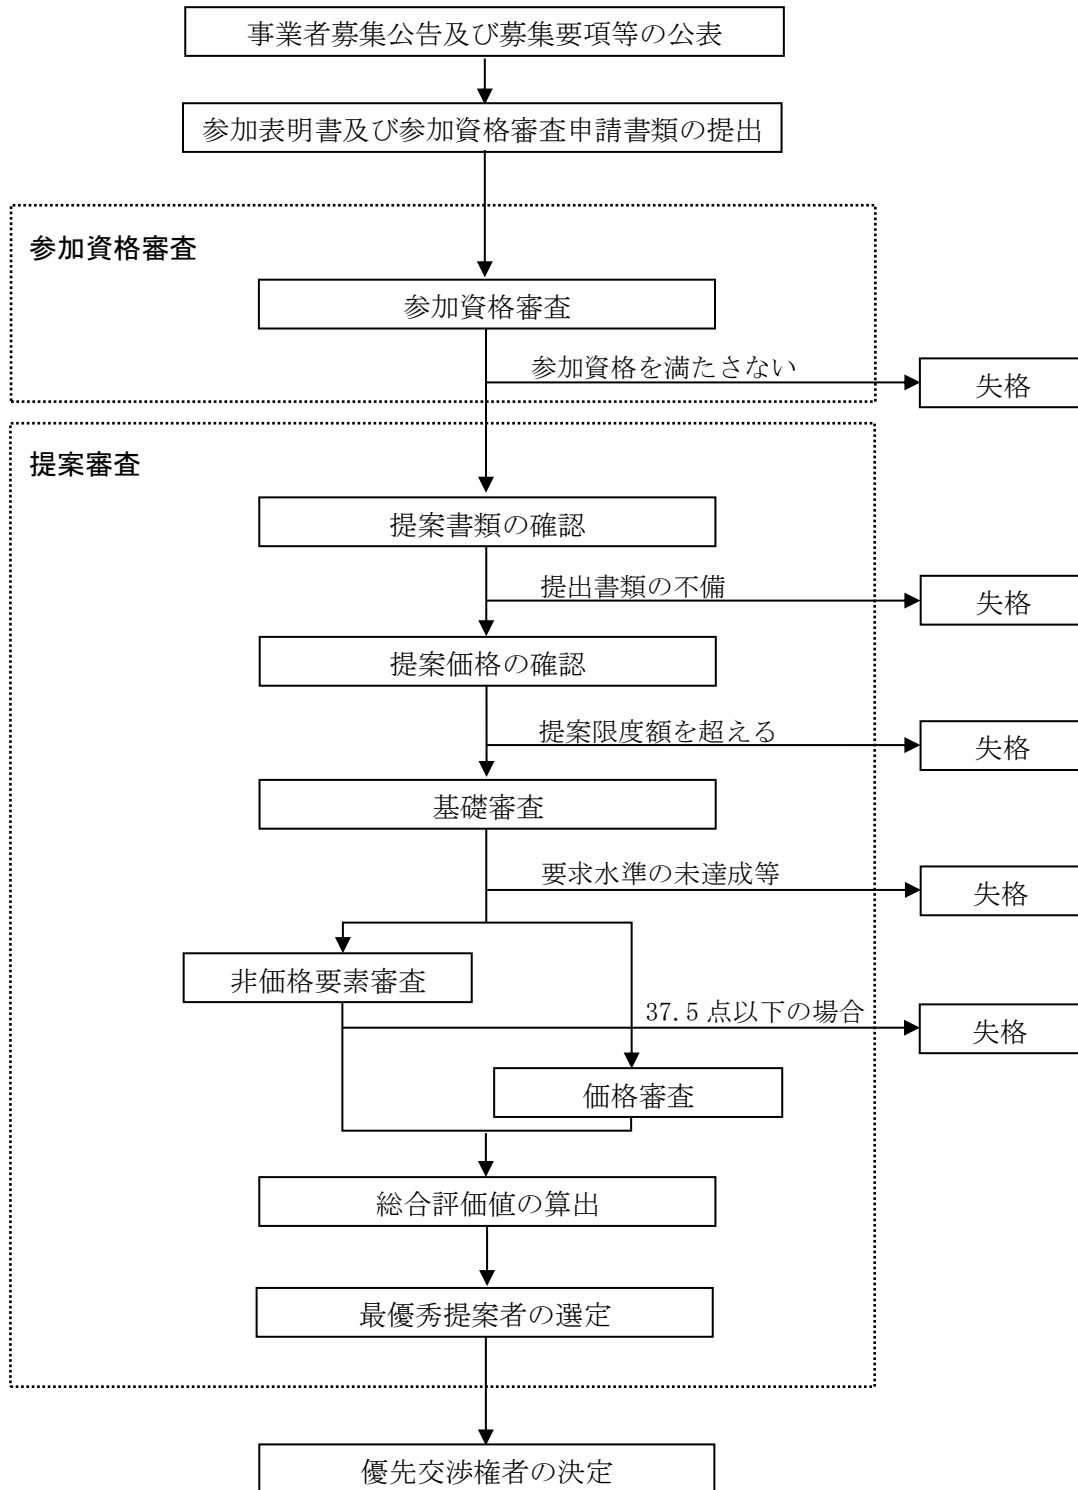 事業者募集公告及び募集要項等の公表
参加表明書及び参加資格審査申請書類の提出
参加資格審査
参加資格審査
参加資格を満たさない
失格
提案審査
提案書類の確認
提出書類の不備
失格
提案価格の確認
提案限度額を超える
失格
基礎審査
要求水準の未達成等
失格
非価格要素審査
37.5 点以下の場合
失格
価格審査
総合評価値の算出
最優秀提案者の選定
優先交渉権者の決定